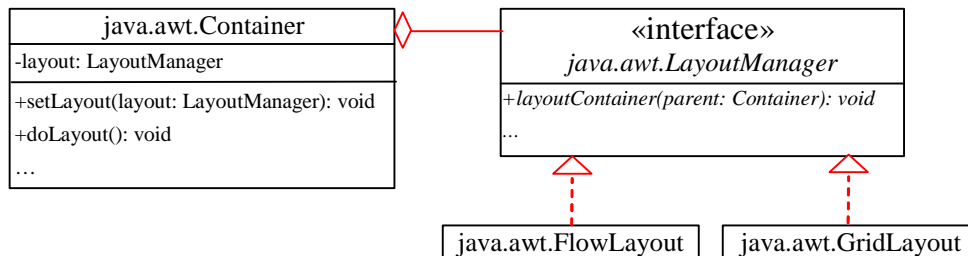 java.awt.Container
-layout: LayoutManager
+setLayout(layout: LayoutManager): void
+doLayout(): void
…
«interface»
java.awt.LayoutManager
+layoutContainer(parent: Container): void
...
java.awt.FlowLayout
java.awt.GridLayout